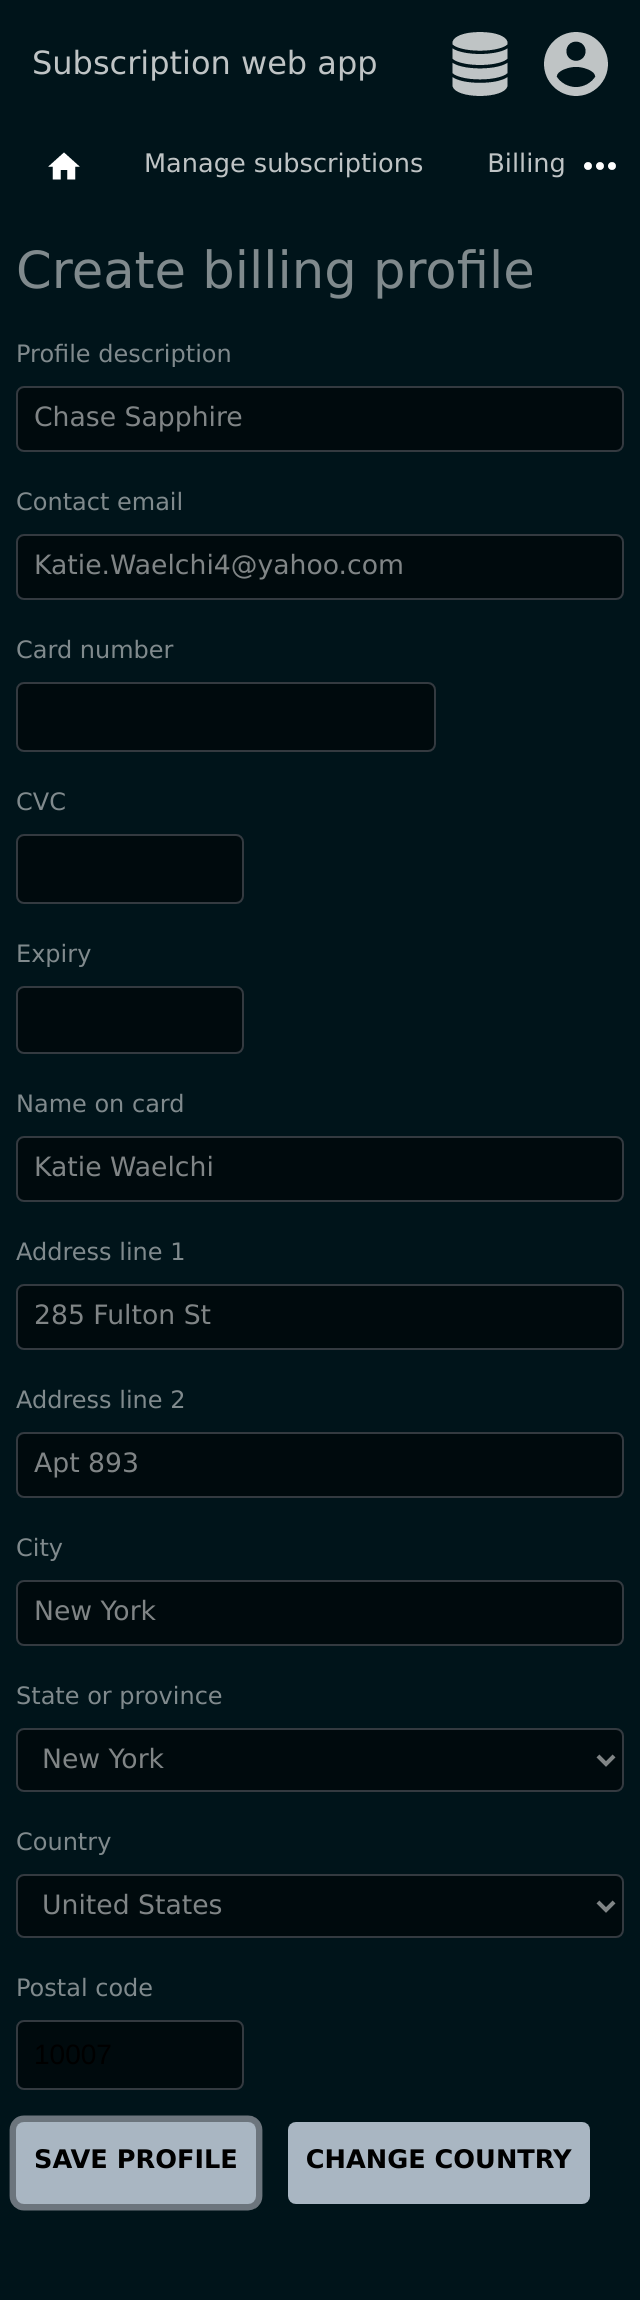 Subscription web app
Manage subscriptions Billing
Create billing profile
Profile description
Chase Sapphire
Contact email
Katie.Waelchi4@yahoo.com
Card number
CVC
Expiry
Name on card
Katie Waelchi
Address line 1
285 Fulton St
Address line 2
Apt 893
City
New York
State or province
New York
Country
United States
Postal code
10007
SAVE PROFILE CHANGE COUNTRY